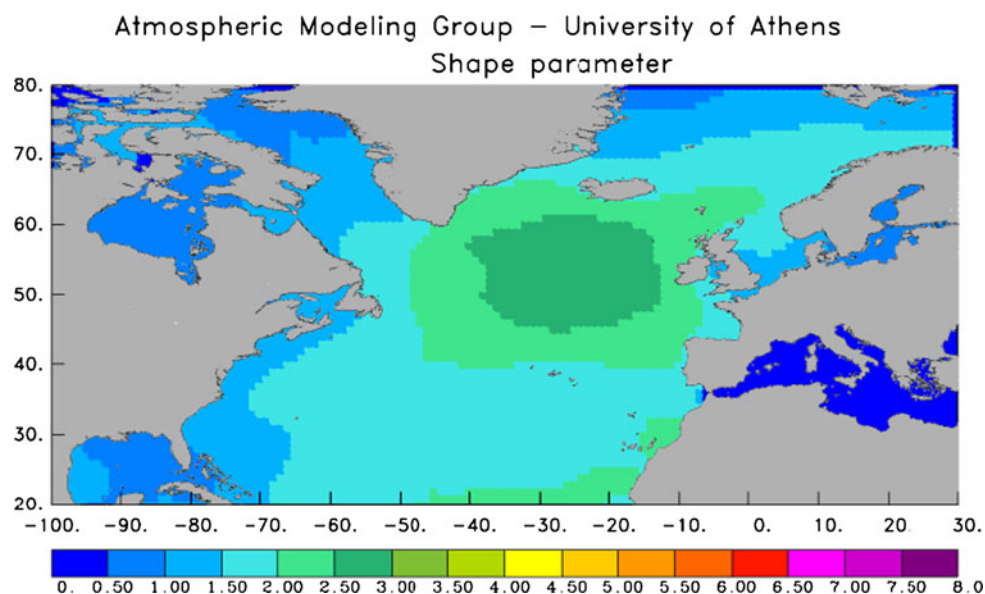 Atmospheric Modeling Group – University of Athens
Shape parameter
80.
70.
60.
50.
40.
30.
20.
−100. −90. −80. −70. −60. −50. −40. −30. −20. −10. 0. 10. 20. 30.
0. 0.50 1.00 1.50 2.00 2.50 3.00 3.50 4.00 4.50 5.00 5.50 6.00 6.50 7.00 7.50 8.0